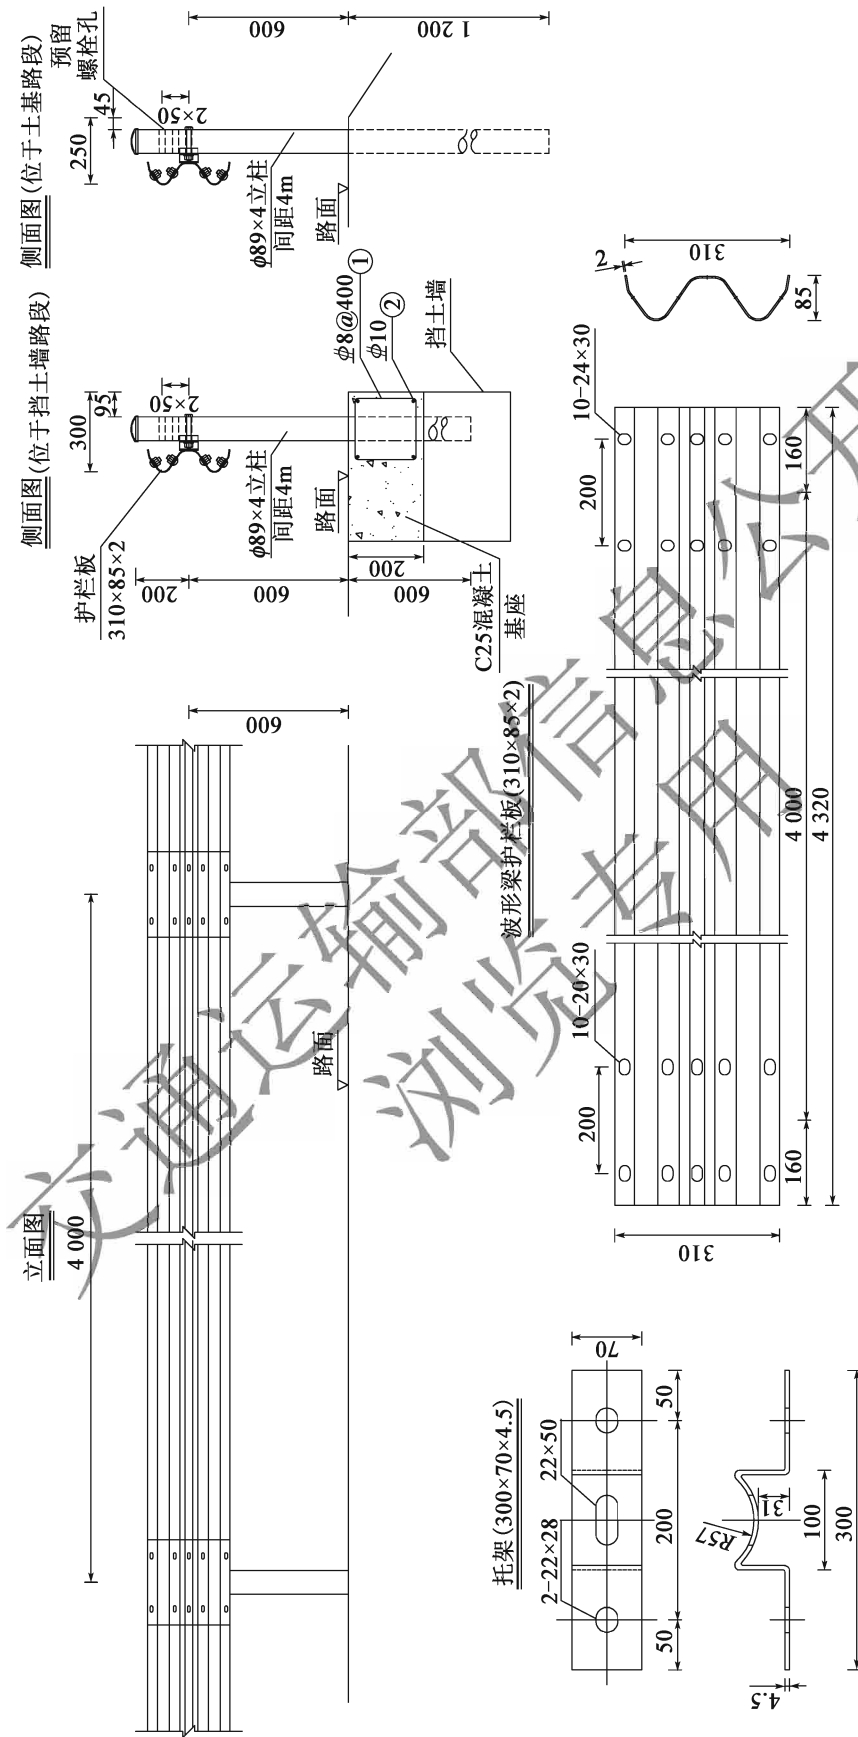 立面图
4 000
600
路面
侧面图(位于挡土墙路段)
护栏板
310×85×2
300
95
2×50
200
600
φ89×4立柱
间距4m
路面
200
600
C25混凝土
基座
挡土墙
ϕ8@400 ①
ϕ10 ②
侧面图(位于土基路段)
预留
螺栓孔
250
45
2×50
600
1 200
φ89×4立柱
间距4m
路面
托架(300×70×4.5)
2-22×28
22×50
70
50
200
50
R57
31
100
300
4.5
波形梁护栏板(310×85×2)
10-20×30
10-24×30
200
200
310
160
4 000
160
4 320
2
310
85
交通运输部信息公开
浏览专用